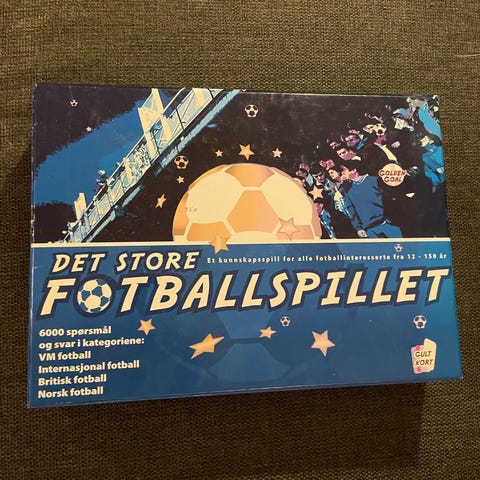 GOLDEN
GOAL
DET STORE
Et kunnskapsspill for alle fotballinteresserte fra 12 - 150 år
FOTBALLSPILLET
6000 spørsmål
og svar i kategoriene:
VM fotball
Internasjonal fotball
Britisk fotball
Norsk fotball
GULT
KORT